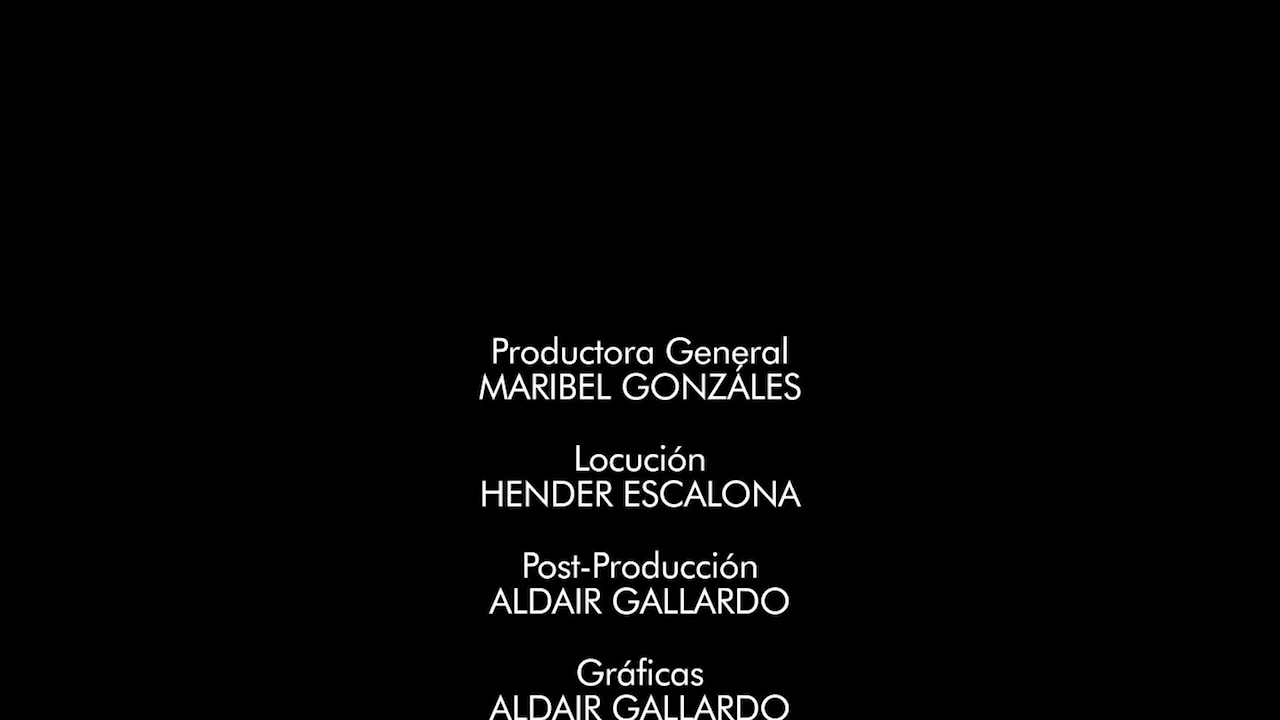 Productora General
MARIBEL GONZÁLES
Locución
HENDER ESCALONA
Post-Producción
ALDAIR GALLARDO
Gráficas
ALDAIR GALLARDO